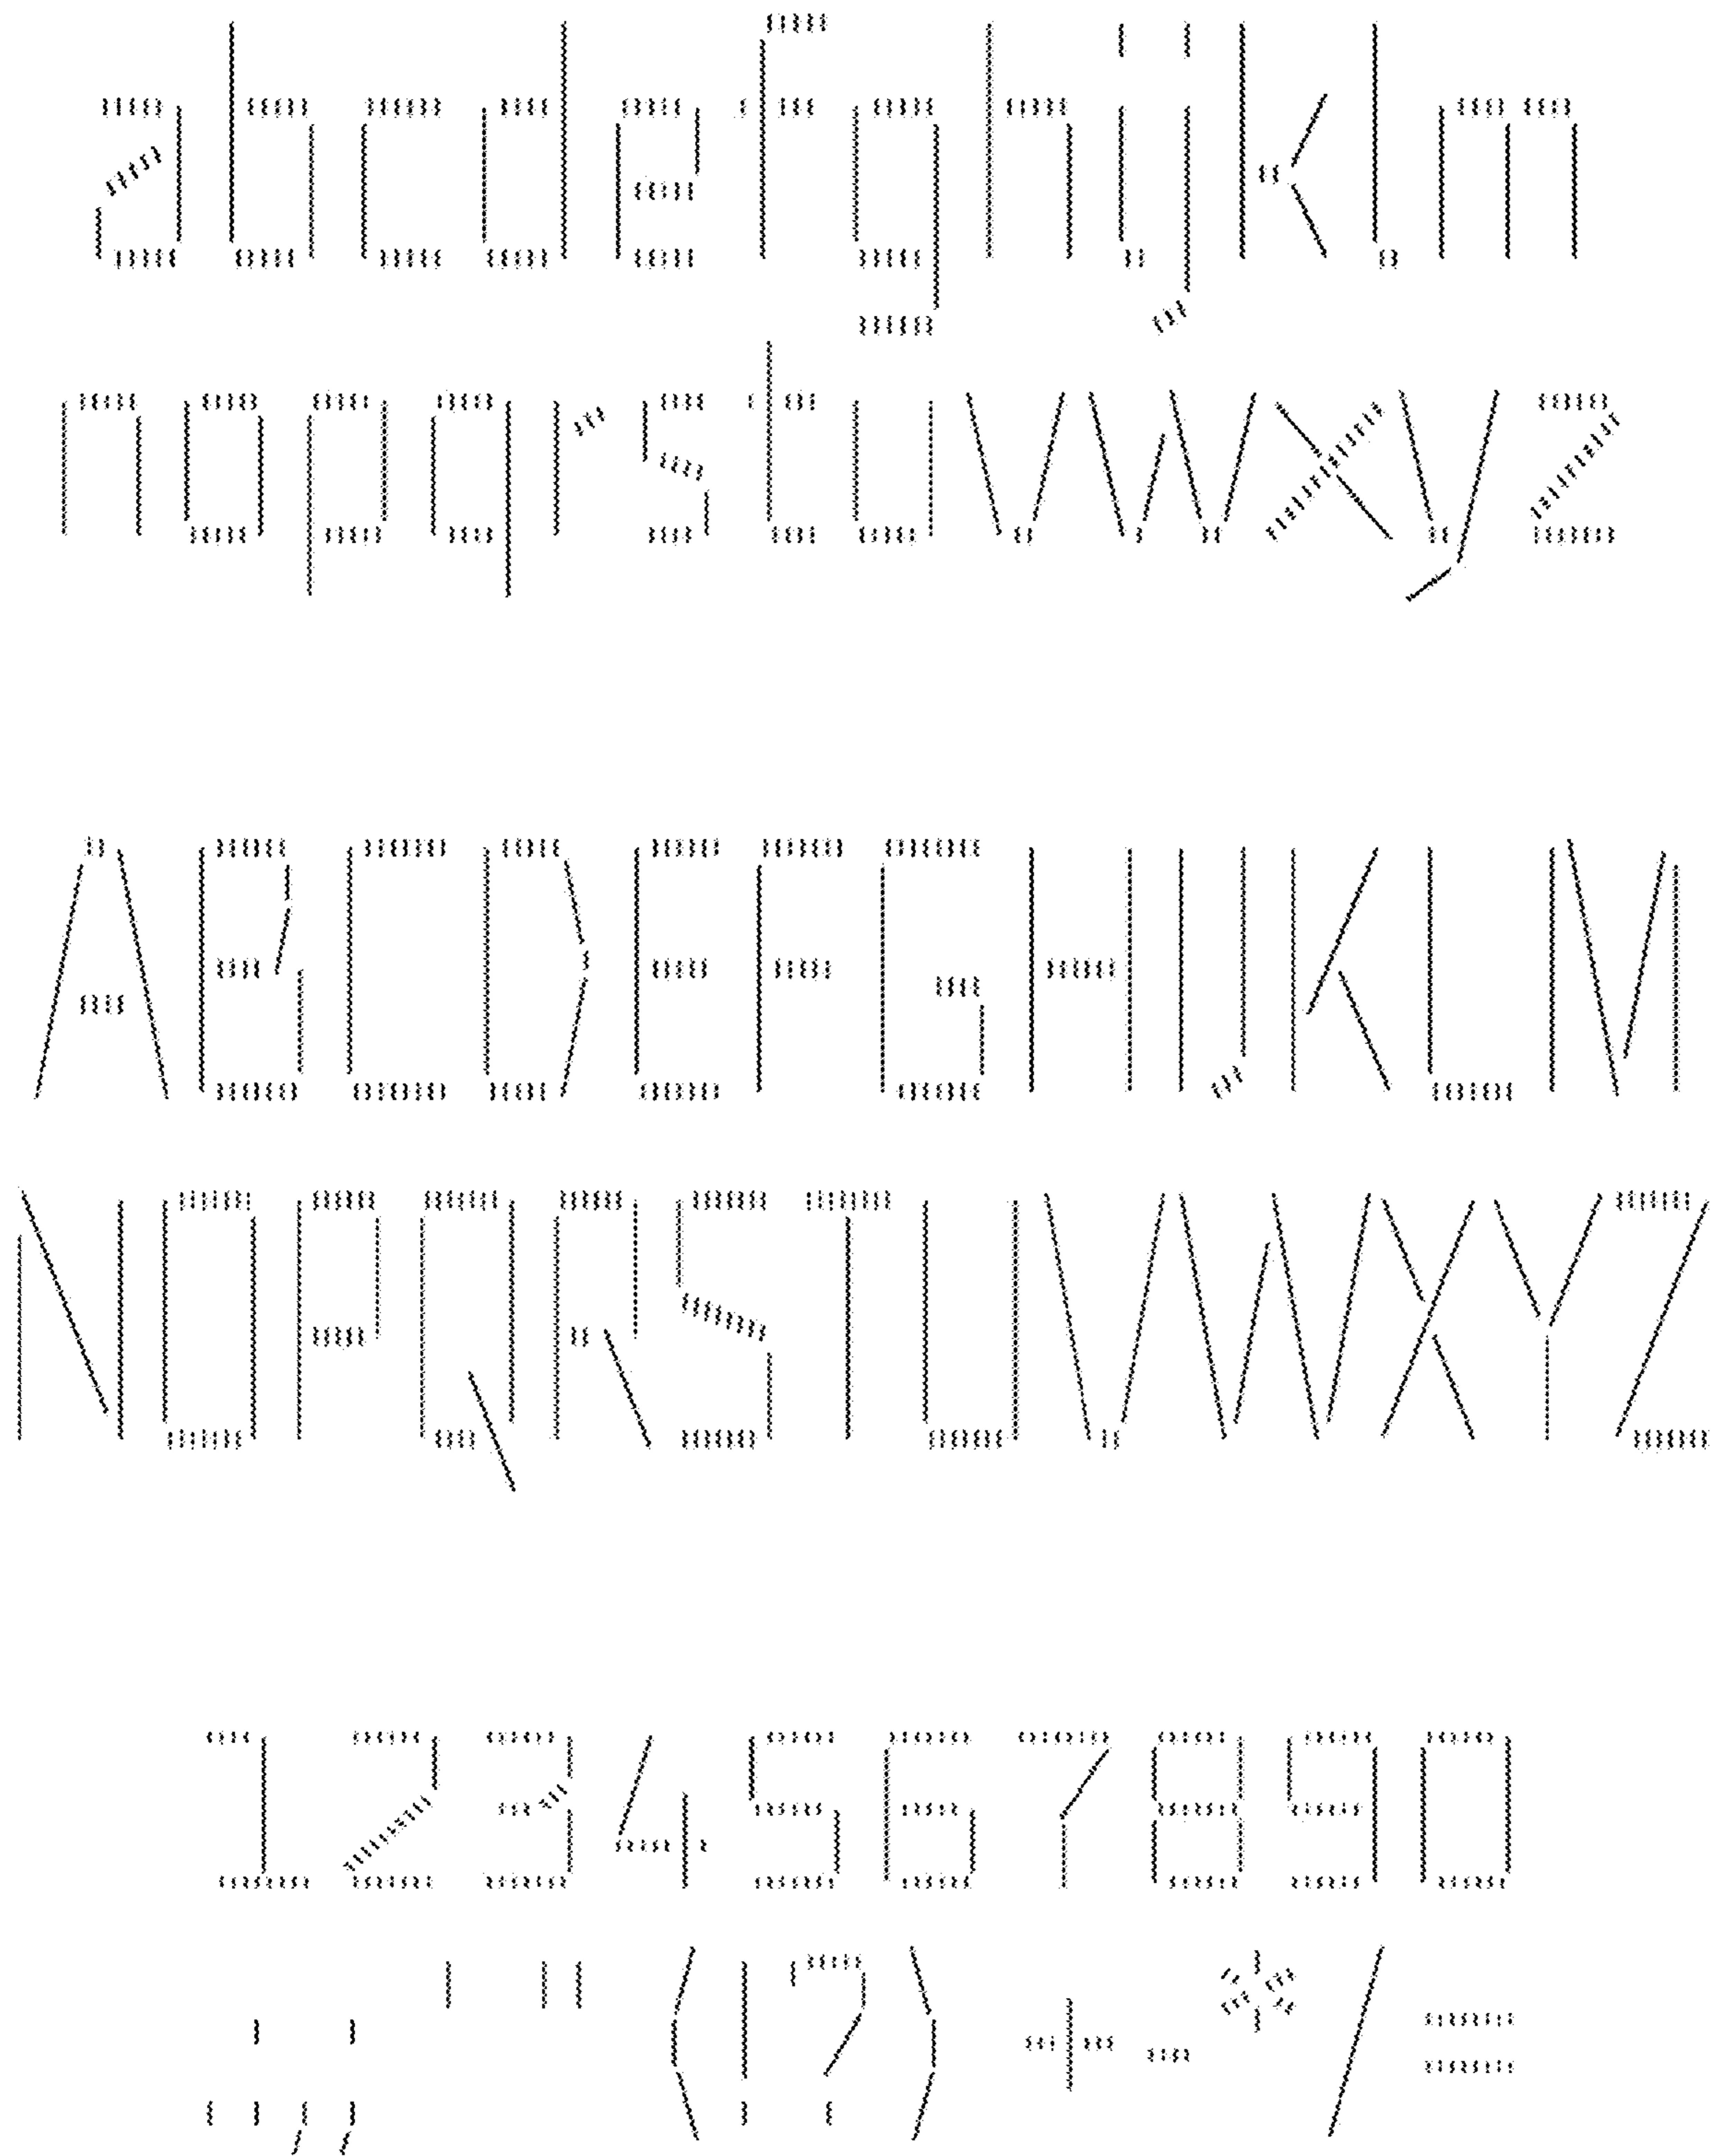 abcdefghijklm
nopqrstuvwxyz
ABCDEFGHIJKLM
NOPQRSTUVWXYZ
1234567890
.:,; ' " (!?) +-*/=